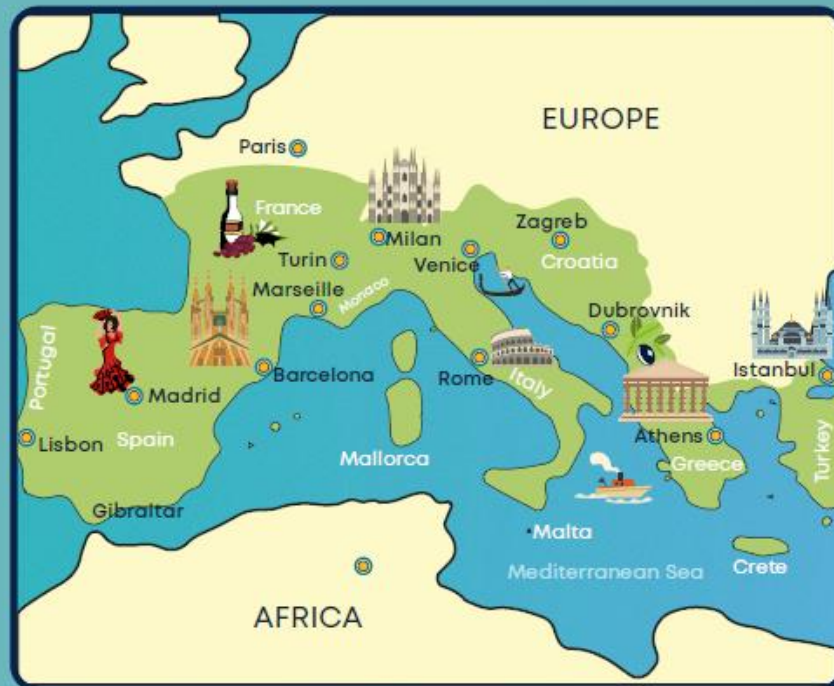 EUROPE
Paris
France
Zagreb
Milan
Turin
Venice
Croatia
Marseille
Monaco
Dubrovnik
Portugal
Istanbul
Barcelona
Rome
Italy
Madrid
Lisbon
Spain
Athens
Turkey
Mallorca
Greece
Gibraltar
Malta
Mediterranean Sea
Crete
AFRICA